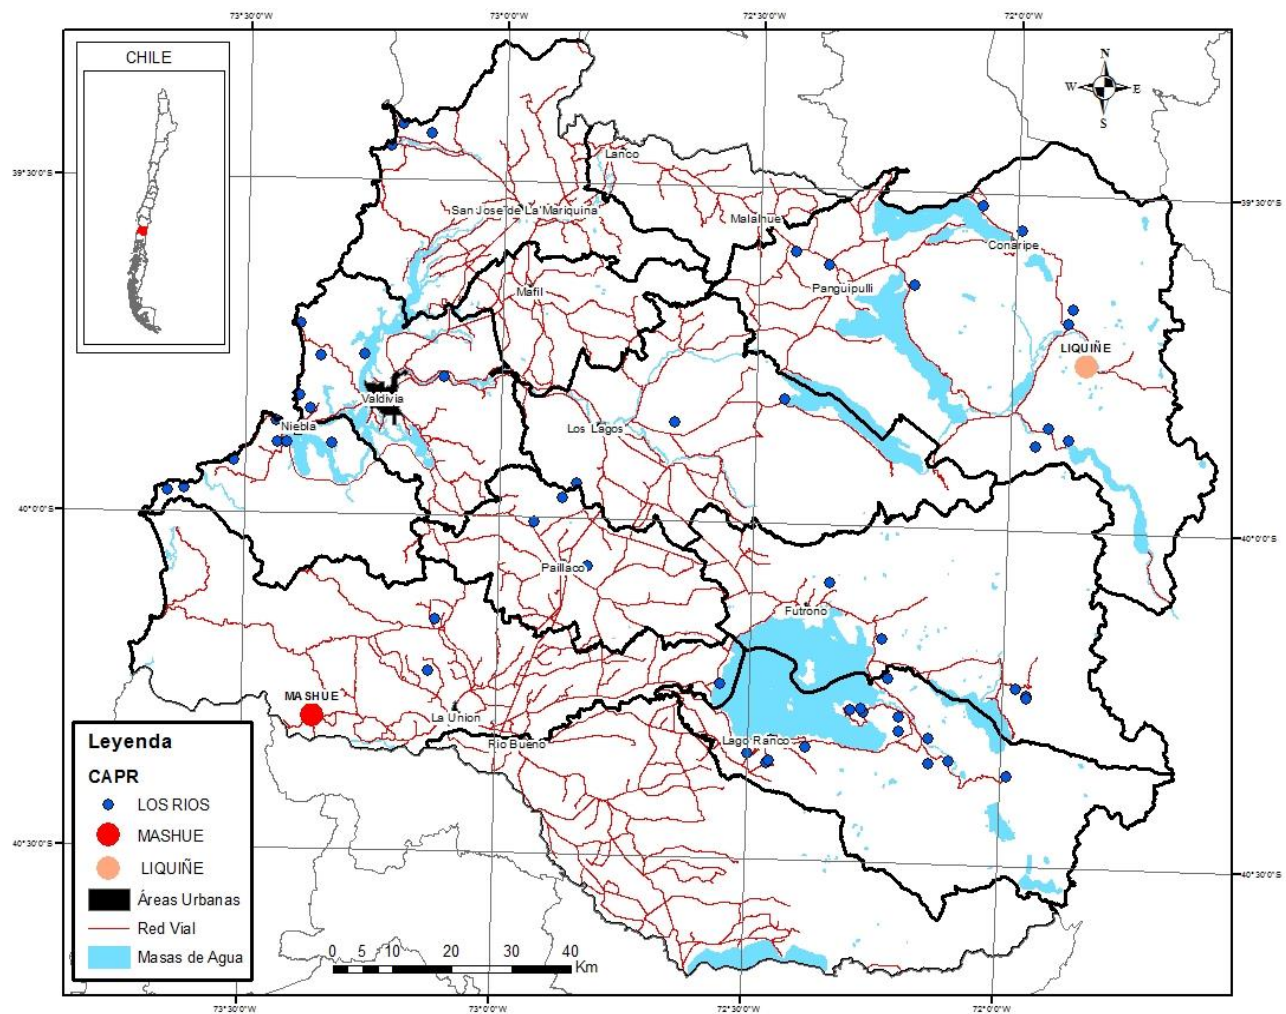 73°30'0"W 73°0'0"W 72°30'0"W 72°0'0"W
CHILE
N
W E
S
39°30'0"S
39°30'0"S
Lanco
San Jose de La Mariquina
Malalhue
Coñaripe
Mafil
Panguipulli
LIQUIÑE
Valdivia
Niebla
Los Lagos
40°0'0"S
40°0'0"S
Paillaco
Futrono
MASHUE
La Union
Rio Bueno
Lago Ranco
Leyenda
CAPR
LOS RIOS
MASHUE
LIQUIÑE
Áreas Urbanas
Red Vial
Masas de Agua
40°30'0"S
40°30'0"S
0 5 10 20 30 40
Km
73°30'0"W 73°0'0"W 72°30'0"W 72°0'0"W